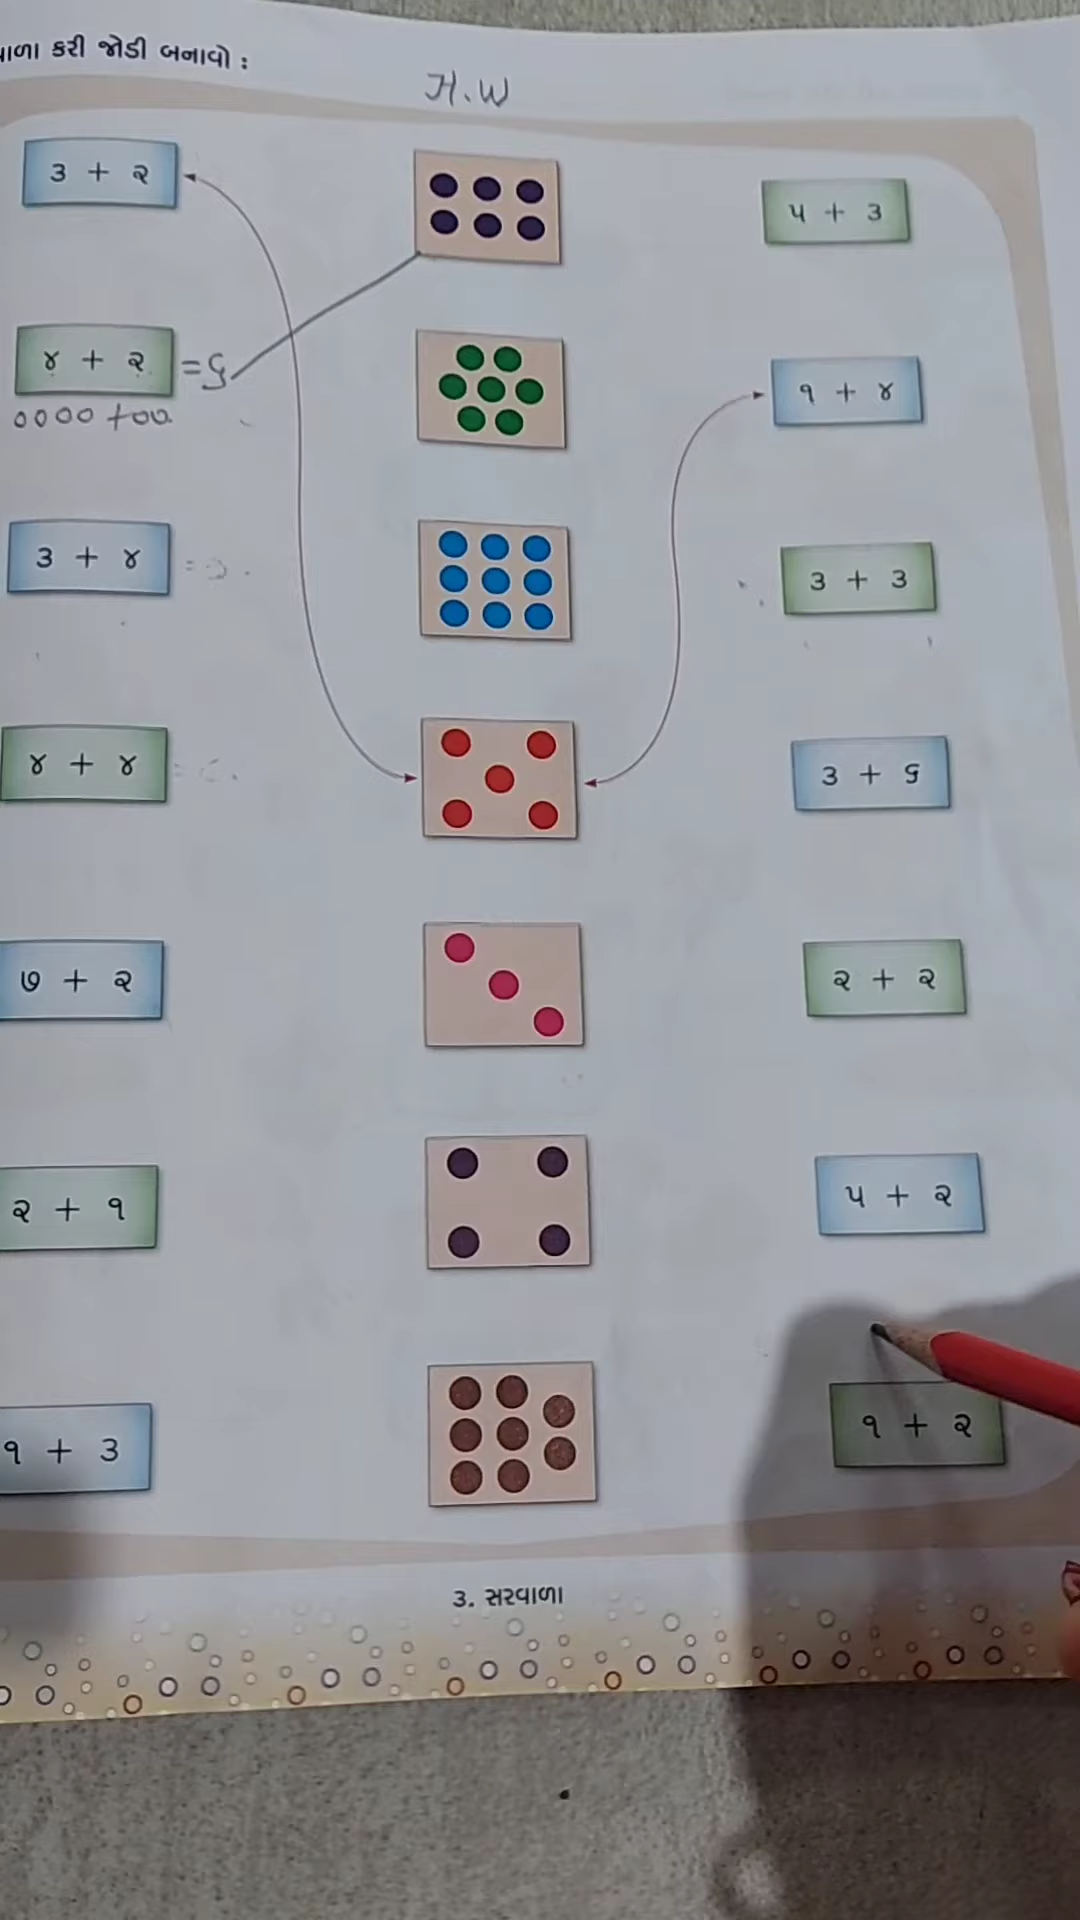 કરી જોડી બનાવો :
H.W
૩ + ૨
૫ + ૩
૪ + ૨ =૬
૧ + ૪
૦૦૦૦ +૦૦
૩ + ૪
૩ + ૩
૪ + ૪
૩ + ૬
૭ + ૨
૨ + ૨
૨ + ૧
૫ + ૨
૧ + ૩
૧ + ૨
૩. સરવાળા